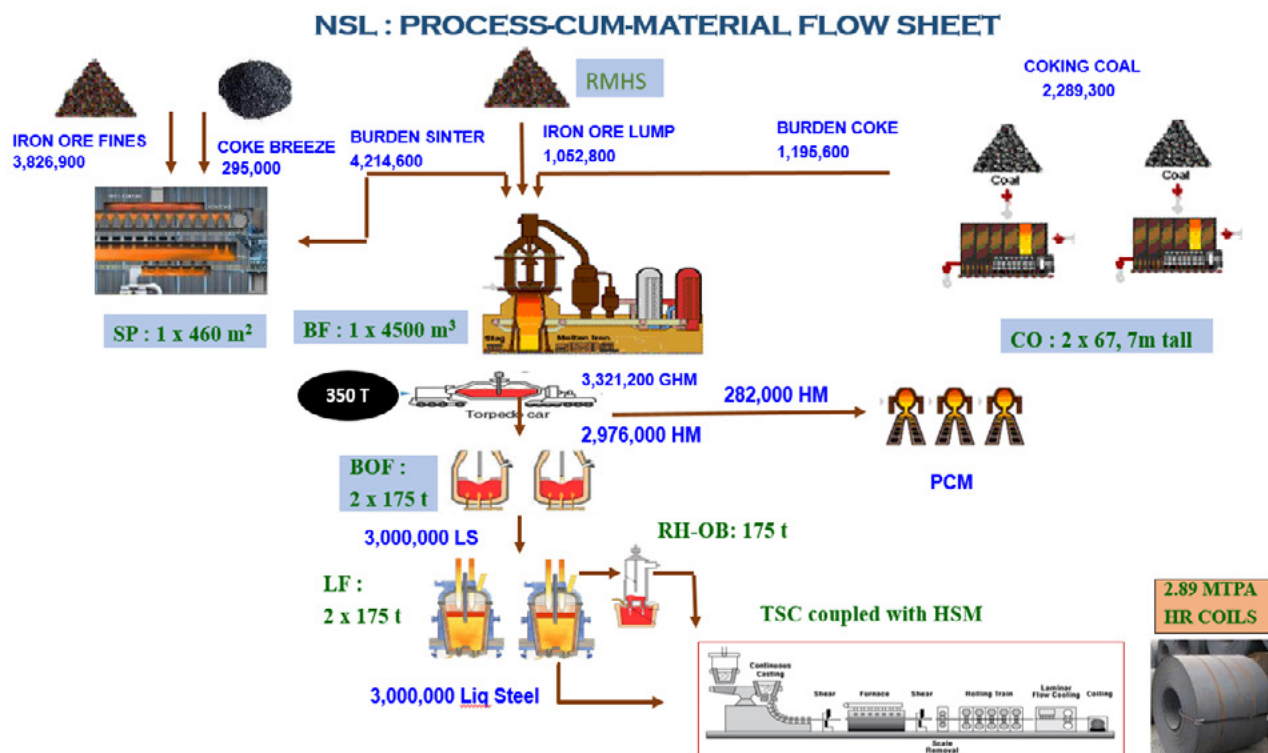 NSL : PROCESS-CUM-MATERIAL FLOW SHEET
RMHS
COKING COAL
2,289,300
IRON ORE FINES
3,826,900
COKE BREEZE
295,000
BURDEN SINTER
4,214,600
IRON ORE LUMP
1,052,800
BURDEN COKE
1,195,600
Coal
Coal
SP : 1 x 460 m²
BF : 1 x 4500 m³
Slag
Molten Iron
CO : 2 x 67, 7m tall
350 T
Torpedo car
3,321,200 GHM
282,000 HM
2,976,000 HM
PCM
BOF :
2 x 175 t
3,000,000 LS
RH-OB: 175 t
LF :
2 x 175 t
TSC coupled with HSM
2.89 MTPA
HR COILS
3,000,000 Liq Steel
Continuous
Casting
Shear
Furnace
Shear
Scale
Removal
Rolling Train
Laminar
Flow Cooling
Coiling